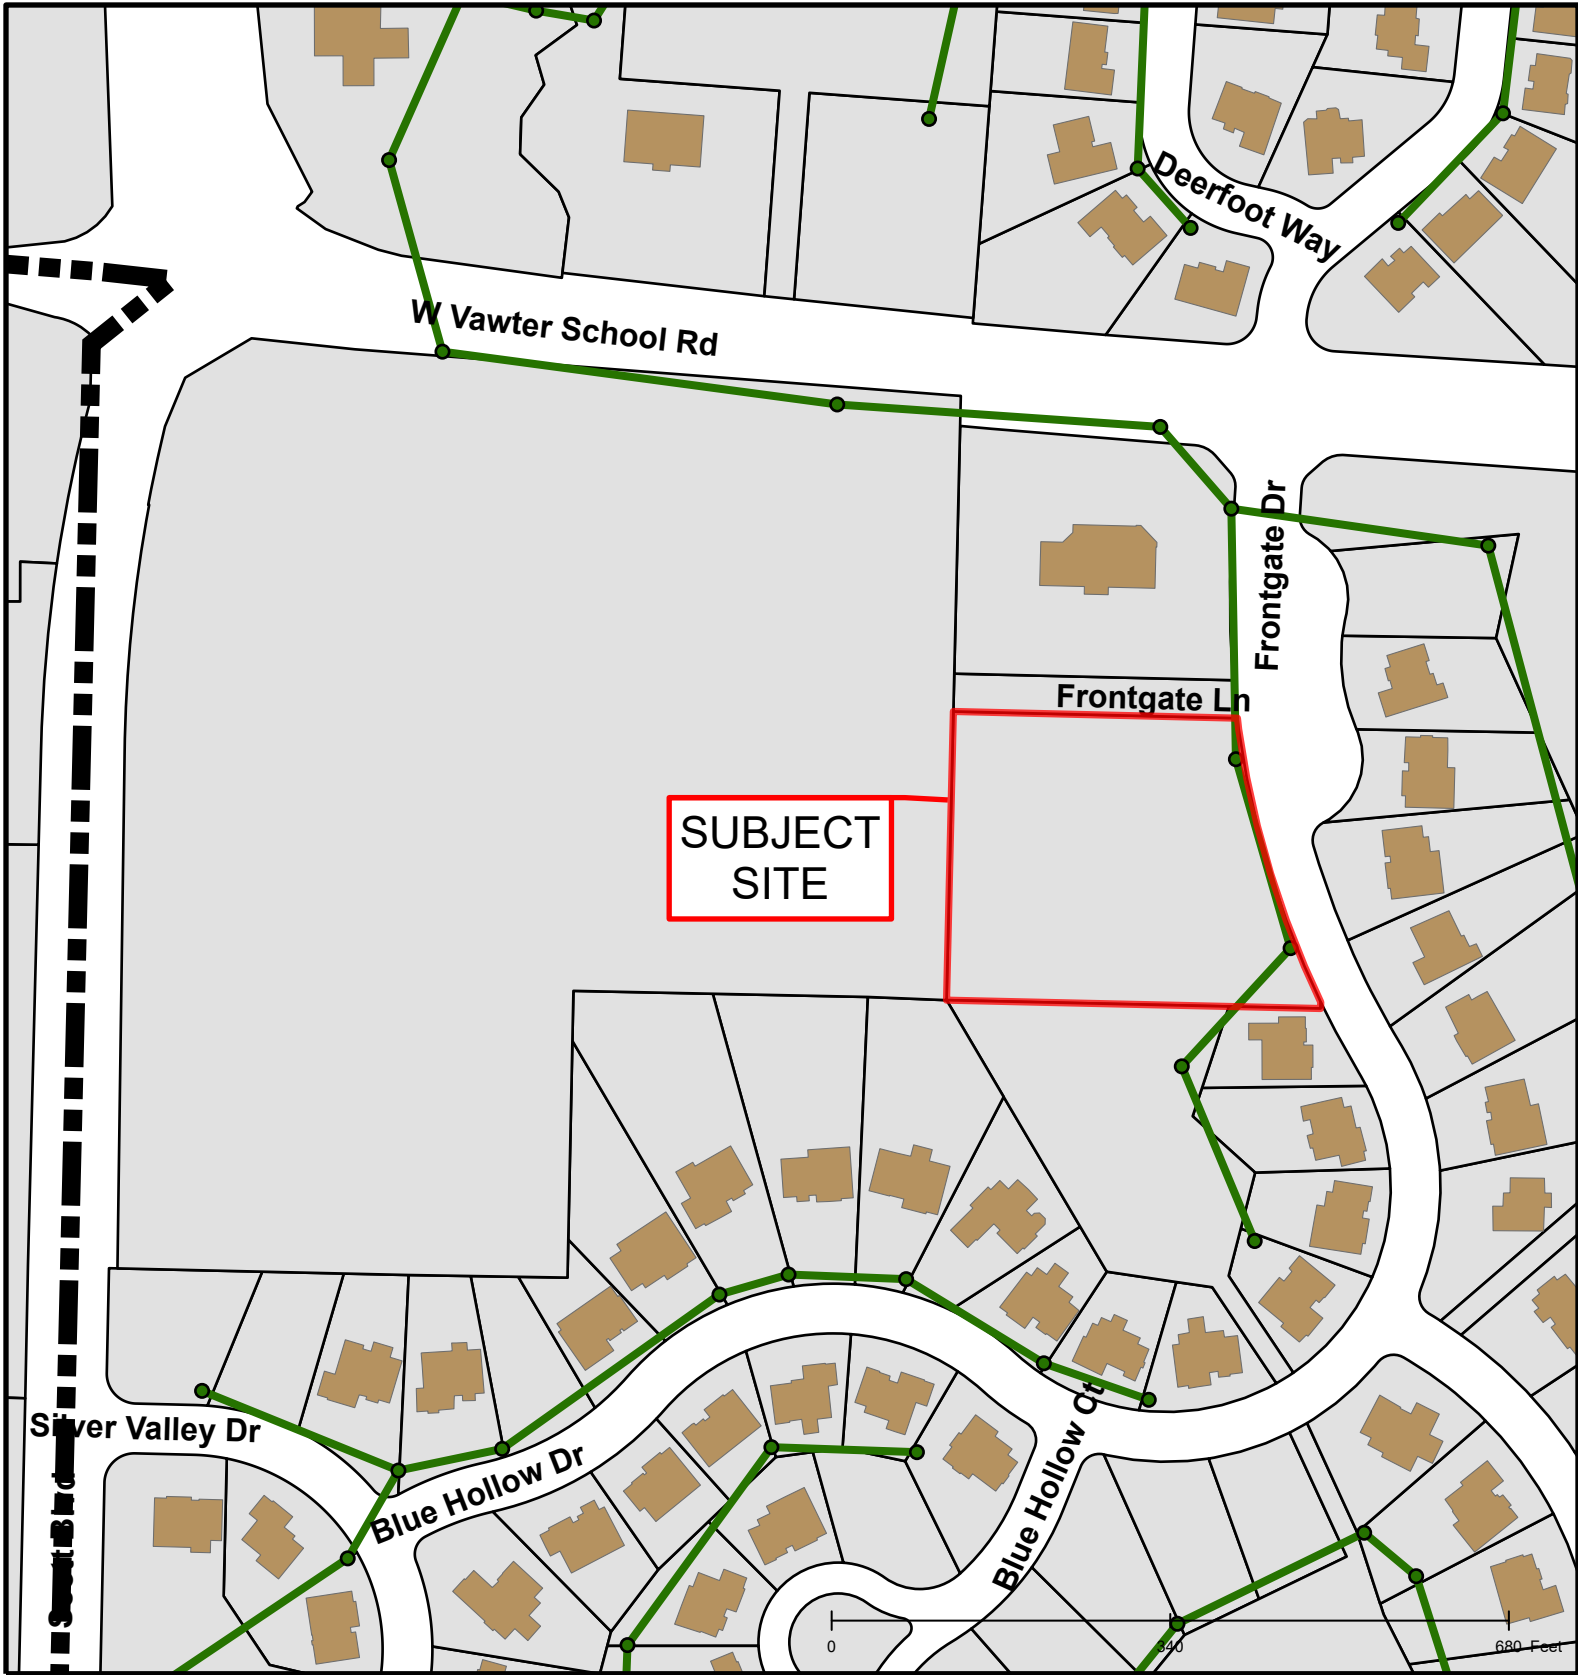 Deerfoot Way
W Vawter School Rd
Frontgate Dr
Frontgate Ln
SUBJECT
SITE
Silver Valley Dr
Blue Hollow Dr
Blue Hollow Ct
0 340 680 Feet